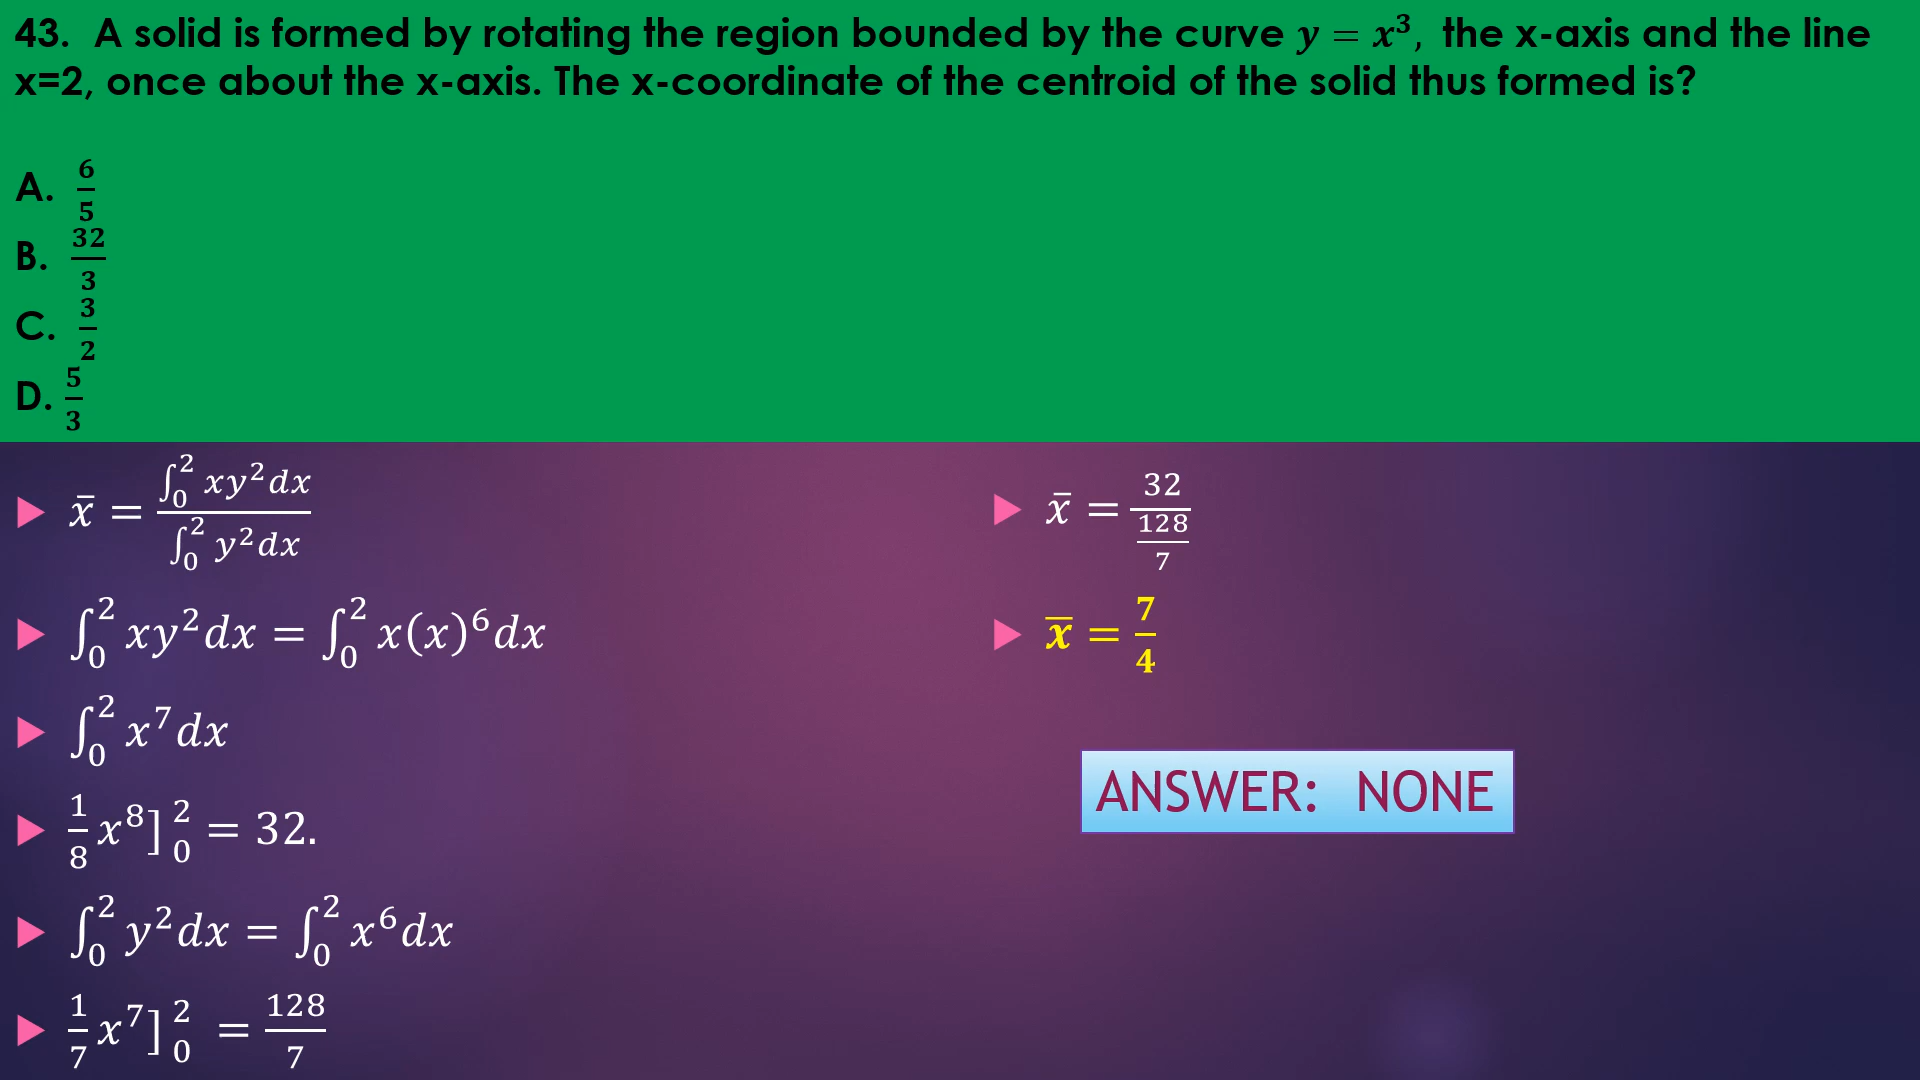 43. A solid is formed by rotating the region bounded by the curve 𝒚 = 𝒙³, the x-axis and the line
x=2, once about the x-axis. The x-coordinate of the centroid of the solid thus formed is?
A. 6/5
B. 32/3
C. 3/2
D. 5/3
▶ x̄ = ∫₀² xy²dx / ∫₀² y²dx
▶ ∫₀² xy²dx = ∫₀² x(x)⁶dx
▶ ∫₀² x⁷dx
▶ 1/8 x⁸]₀² = 32.
▶ ∫₀² y²dx = ∫₀² x⁶dx
▶ 1/7 x⁷]₀² = 128/7
▶ x̄ = 32/(128/7)
▶ x̄ = 7/4
ANSWER: NONE